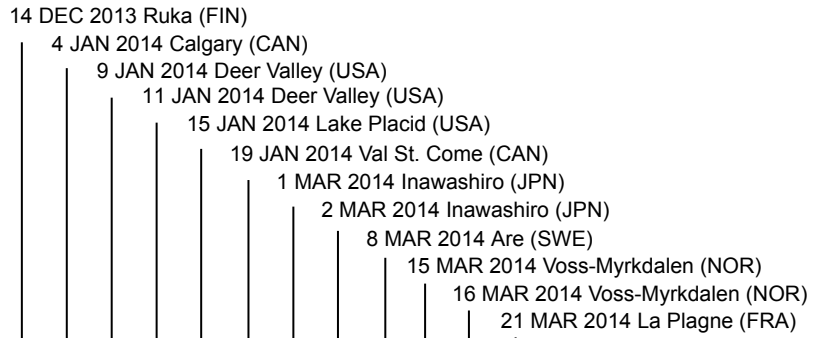 14 DEC 2013 Ruka (FIN)
4 JAN 2014 Calgary (CAN)
9 JAN 2014 Deer Valley (USA)
11 JAN 2014 Deer Valley (USA)
15 JAN 2014 Lake Placid (USA)
19 JAN 2014 Val St. Come (CAN)
1 MAR 2014 Inawashiro (JPN)
2 MAR 2014 Inawashiro (JPN)
8 MAR 2014 Are (SWE)
15 MAR 2014 Voss-Myrkdalen (NOR)
16 MAR 2014 Voss-Myrkdalen (NOR)
21 MAR 2014 La Plagne (FRA)